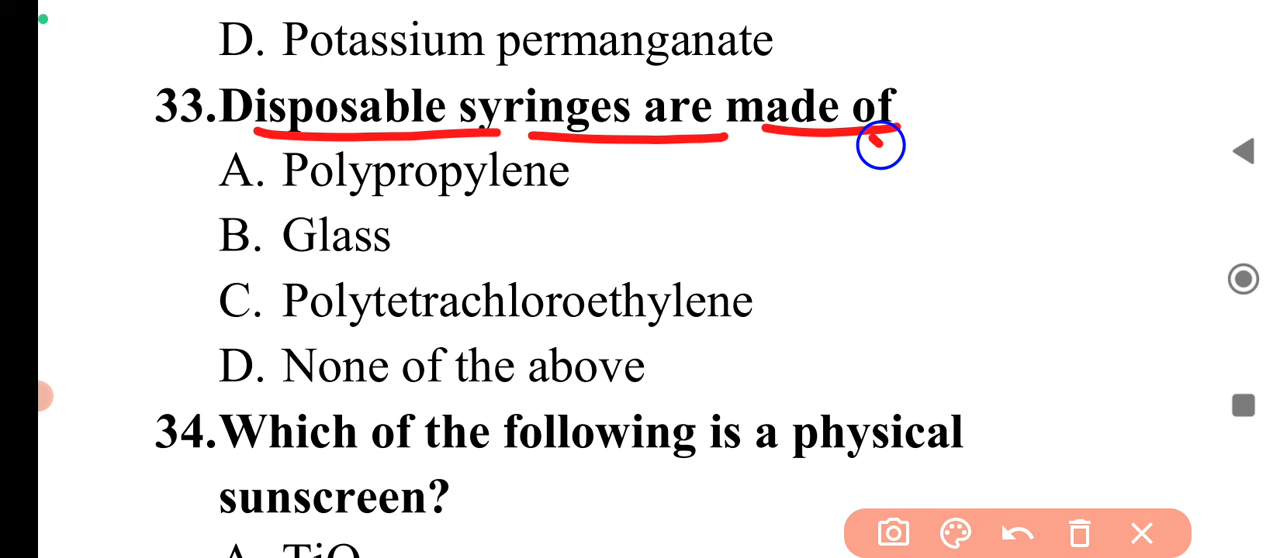 D. Potassium permanganate
33.Disposable syringes are made of
A. Polypropylene
B. Glass
C. Polytetrachloroethylene
D. None of the above
34.Which of the following is a physical
sunscreen?